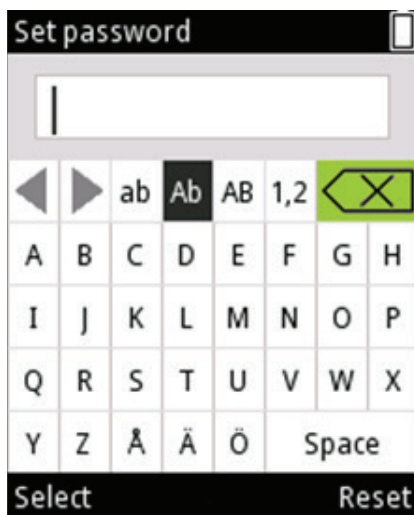 Set password
ab Ab AB 1,2
A B C D E F G H
I J K L M N O P
Q R S T U V W X
Y Z Å Ä Ö Space
Select Reset